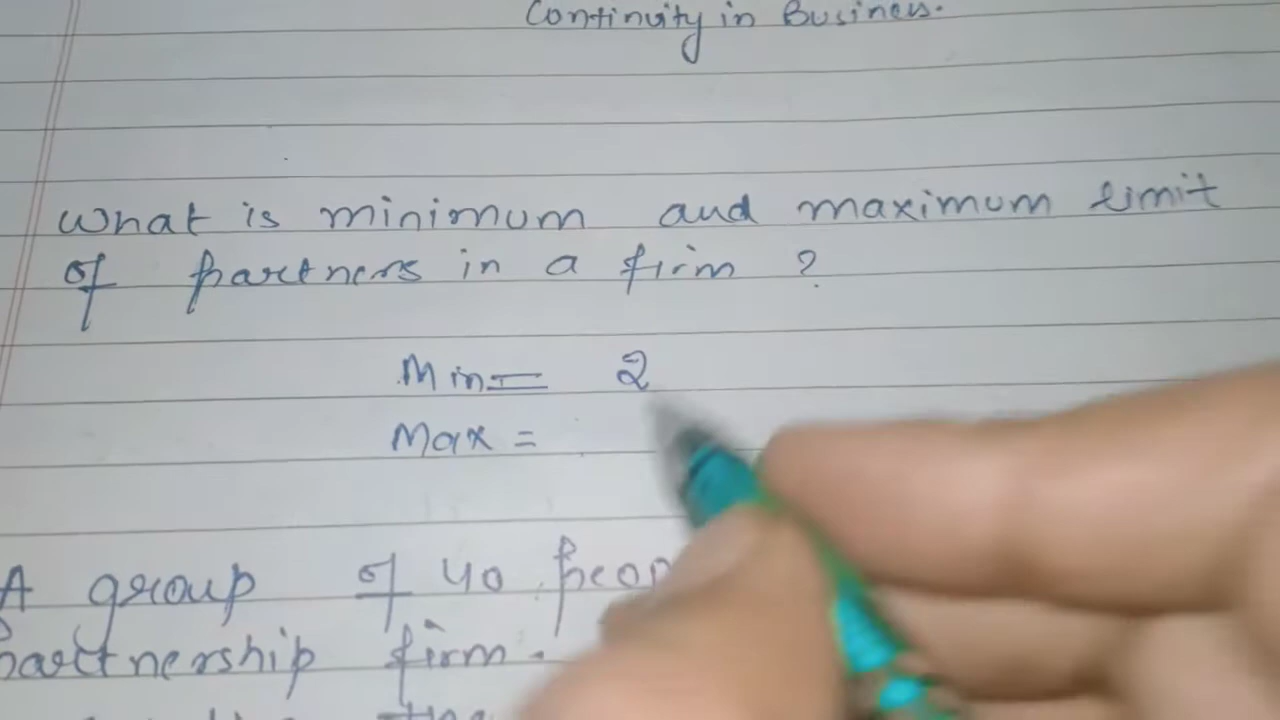 Continuity in Business.
What is minimum and maximum limit
of partners in a firm ?
Min = 2
Max =
A group of 40
partnership firm.